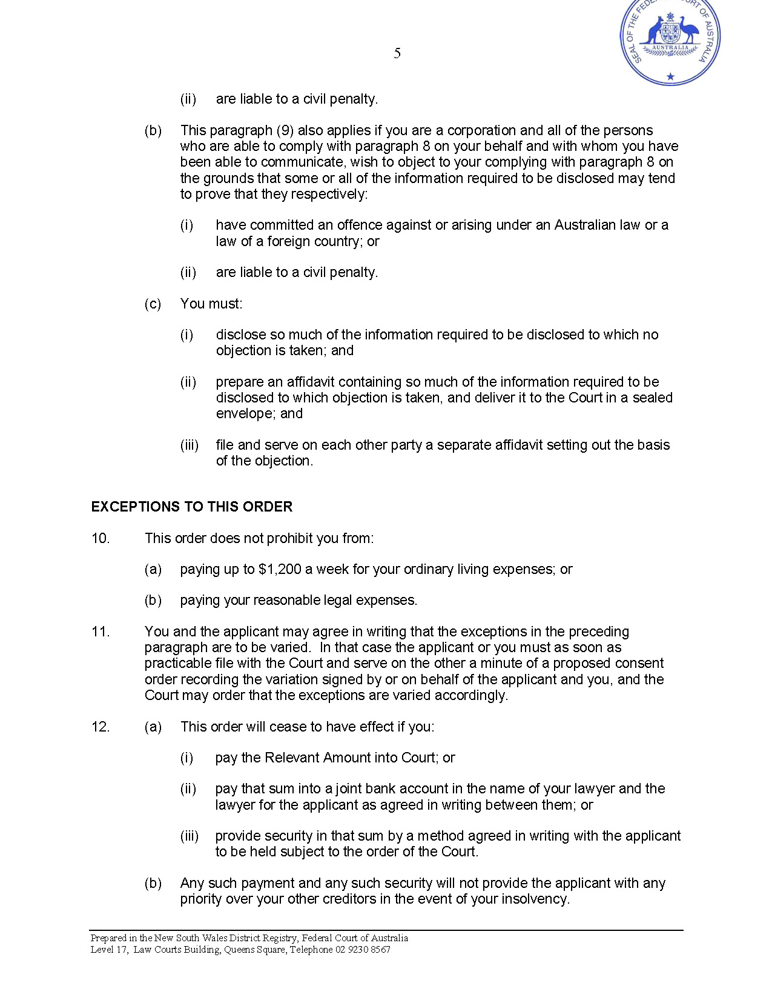 SEAL OF THE FEDERAL COURT OF AUSTRALIA
AUSTRALIA
5
(ii) are liable to a civil penalty.
(b) This paragraph (9) also applies if you are a corporation and all of the persons
who are able to comply with paragraph 8 on your behalf and with whom you have
been able to communicate, wish to object to your complying with paragraph 8 on
the grounds that some or all of the information required to be disclosed may tend
to prove that they respectively:
(i) have committed an offence against or arising under an Australian law or a
law of a foreign country; or
(ii) are liable to a civil penalty.
(c) You must:
(i) disclose so much of the information required to be disclosed to which no
objection is taken; and
(ii) prepare an affidavit containing so much of the information required to be
disclosed to which objection is taken, and deliver it to the Court in a sealed
envelope; and
(iii) file and serve on each other party a separate affidavit setting out the basis
of the objection.
EXCEPTIONS TO THIS ORDER
10. This order does not prohibit you from:
(a) paying up to $1,200 a week for your ordinary living expenses; or
(b) paying your reasonable legal expenses.
11. You and the applicant may agree in writing that the exceptions in the preceding
paragraph are to be varied. In that case the applicant or you must as soon as
practicable file with the Court and serve on the other a minute of a proposed consent
order recording the variation signed by or on behalf of the applicant and you, and the
Court may order that the exceptions are varied accordingly.
12. (a) This order will cease to have effect if you:
(i) pay the Relevant Amount into Court; or
(ii) pay that sum into a joint bank account in the name of your lawyer and the
lawyer for the applicant as agreed in writing between them; or
(iii) provide security in that sum by a method agreed in writing with the applicant
to be held subject to the order of the Court.
(b) Any such payment and any such security will not provide the applicant with any
priority over your other creditors in the event of your insolvency.
Prepared in the New South Wales District Registry, Federal Court of Australia
Level 17, Law Courts Building, Queens Square, Telephone 02 9230 8567